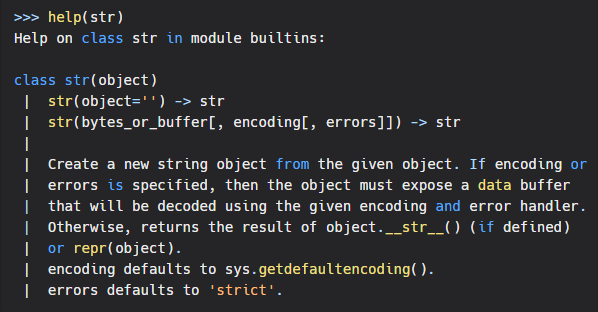 >>> help(str)
Help on class str in module builtins:

class str(object)
 |  str(object='') -> str
 |  str(bytes_or_buffer[, encoding[, errors]]) -> str
 |
 |  Create a new string object from the given object. If encoding or
 |  errors is specified, then the object must expose a data buffer
 |  that will be decoded using the given encoding and error handler.
 |  Otherwise, returns the result of object.__str__() (if defined)
 |  or repr(object).
 |  encoding defaults to sys.getdefaultencoding().
 |  errors defaults to 'strict'.